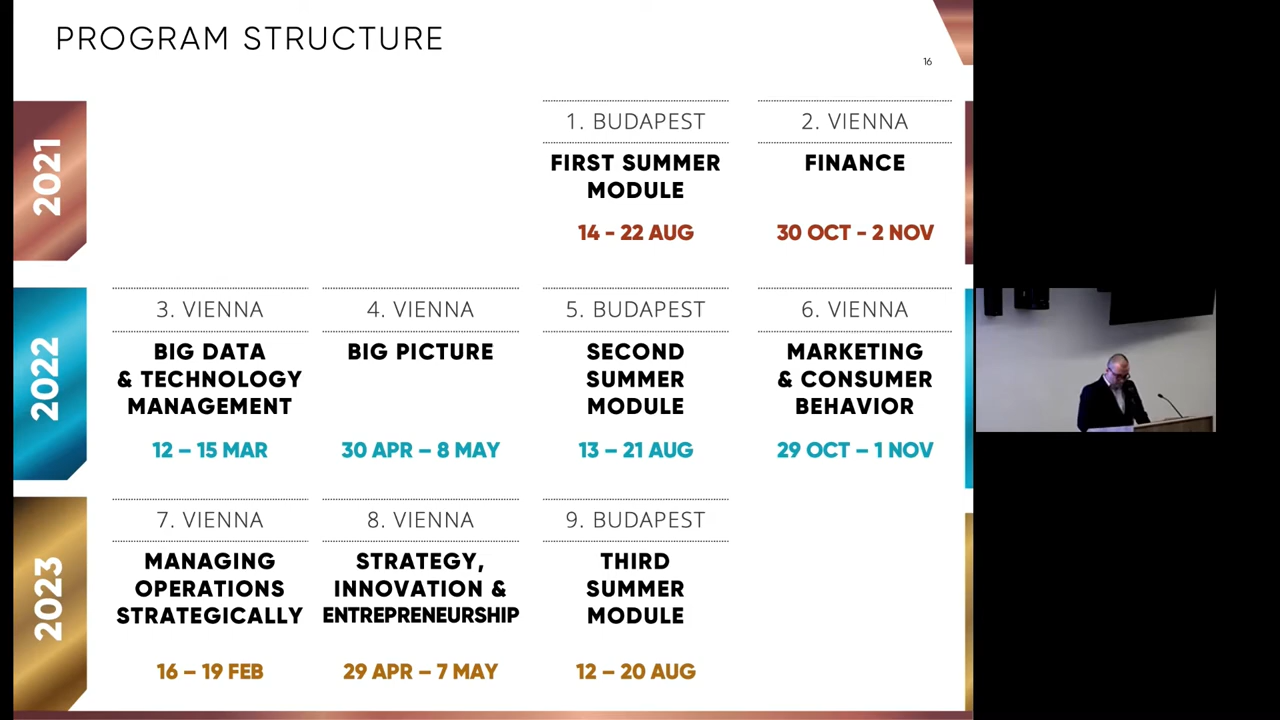 PROGRAM STRUCTURE
16
2021
1. BUDAPEST
FIRST SUMMER
MODULE
14 - 22 AUG
2. VIENNA
FINANCE
30 OCT - 2 NOV
2022
3. VIENNA
BIG DATA
& TECHNOLOGY
MANAGEMENT
12 – 15 MAR
4. VIENNA
BIG PICTURE
30 APR – 8 MAY
5. BUDAPEST
SECOND
SUMMER
MODULE
13 – 21 AUG
6. VIENNA
MARKETING
& CONSUMER
BEHAVIOR
29 OCT – 1 NOV
2023
7. VIENNA
MANAGING
OPERATIONS
STRATEGICALLY
16 – 19 FEB
8. VIENNA
STRATEGY,
INNOVATION &
ENTREPRENEURSHIP
29 APR – 7 MAY
9. BUDAPEST
THIRD
SUMMER
MODULE
12 – 20 AUG